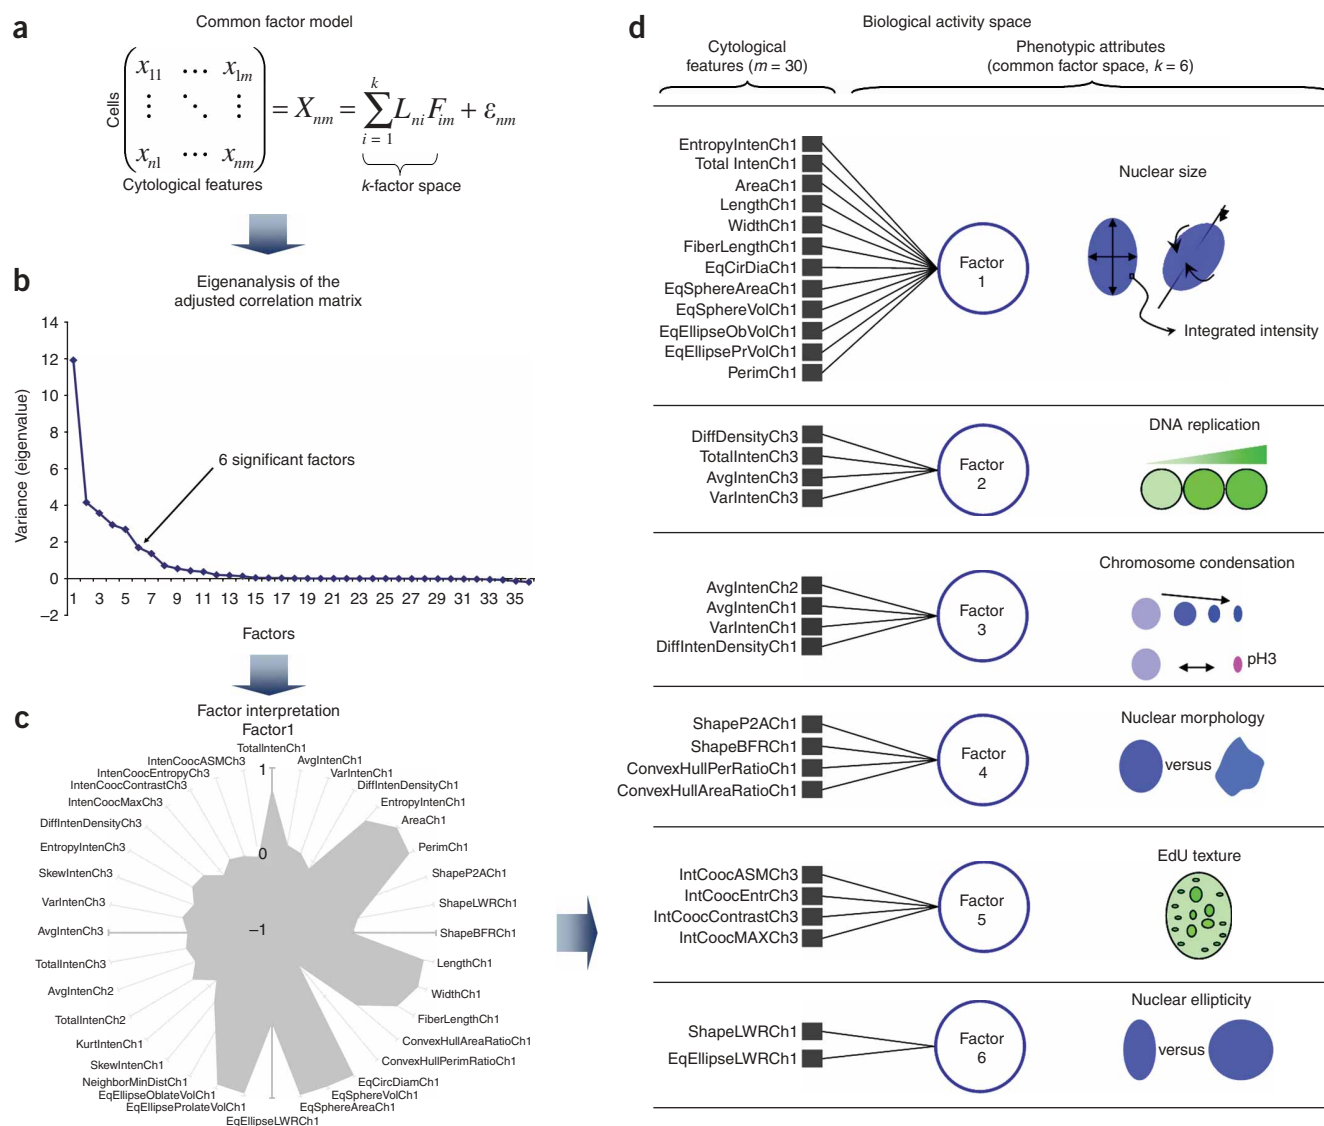 a
Common factor model
Cells
x11 ... x1m
xn1 ... xnm
= Xnm = k ∑ i = 1 Lni Fim + εnm
Cytological features
k-factor space
b
Eigenanalysis of the
adjusted correlation matrix
Variance (eigenvalue)
14
12
10
8
6
4
2
0
−2
6 significant factors
1 3 5 7 9 11 13 15 17 19 21 23 25 27 29 31 33 35
Factors
c
Factor interpretation
Factor1
TotalIntenCh1
AvgIntenCh1
VarIntenCh1
DiffIntenDensityCh1
EntropyIntenCh1
AreaCh1
PerimCh1
ShapeP2ACh1
ShapeLWRCh1
ShapeBFRCh1
LengthCh1
WidthCh1
FiberLengthCh1
ConvexHullAreaRatioCh1
ConvexHullPerimRatioCh1
EqCircDiamCh1
EqSphereVolCh1
EqSphereAreaCh1
EqEllipseLWRCh1
EqEllipseProlateVolCh1
EqEllipseOblateVolCh1
NeighborMinDistCh1
SkewIntenCh1
KurtIntenCh1
TotalIntenCh2
AvgIntenCh2
TotalIntenCh3
AvgIntenCh3
VarIntenCh3
SkewIntenCh3
EntropyIntenCh3
DiffIntenDensityCh3
IntenCoocMaxCh3
IntenCoocContrastCh3
IntenCoocEntropyCh3
IntenCoocASMCh3
1
0
−1
d
Biological activity space
Cytological
features (m = 30)
Phenotypic attributes
(common factor space, k = 6)
EntropyIntenCh1
Total IntenCh1
AreaCh1
LengthCh1
WidthCh1
FiberLengthCh1
EqCirDiaCh1
EqSphereAreaCh1
EqSphereVolCh1
EqEllipseObVolCh1
EqEllipsePrVolCh1
PerimCh1
Factor
1
Nuclear size
Integrated intensity
DiffDensityCh3
TotalIntenCh3
AvgIntenCh3
VarIntenCh3
Factor
2
DNA replication
AvgIntenCh2
AvgIntenCh1
VarIntenCh1
DiffIntenDensityCh1
Factor
3
Chromosome condensation
pH3
ShapeP2ACh1
ShapeBFRCh1
ConvexHullPerRatioCh1
ConvexHullAreaRatioCh1
Factor
4
Nuclear morphology
versus
IntCoocASMCh3
IntCoocEntrCh3
IntCoocContrastCh3
IntCoocMAXCh3
Factor
5
EdU texture
ShapeLWRCh1
EqEllipseLWRCh1
Factor
6
Nuclear ellipticity
versus